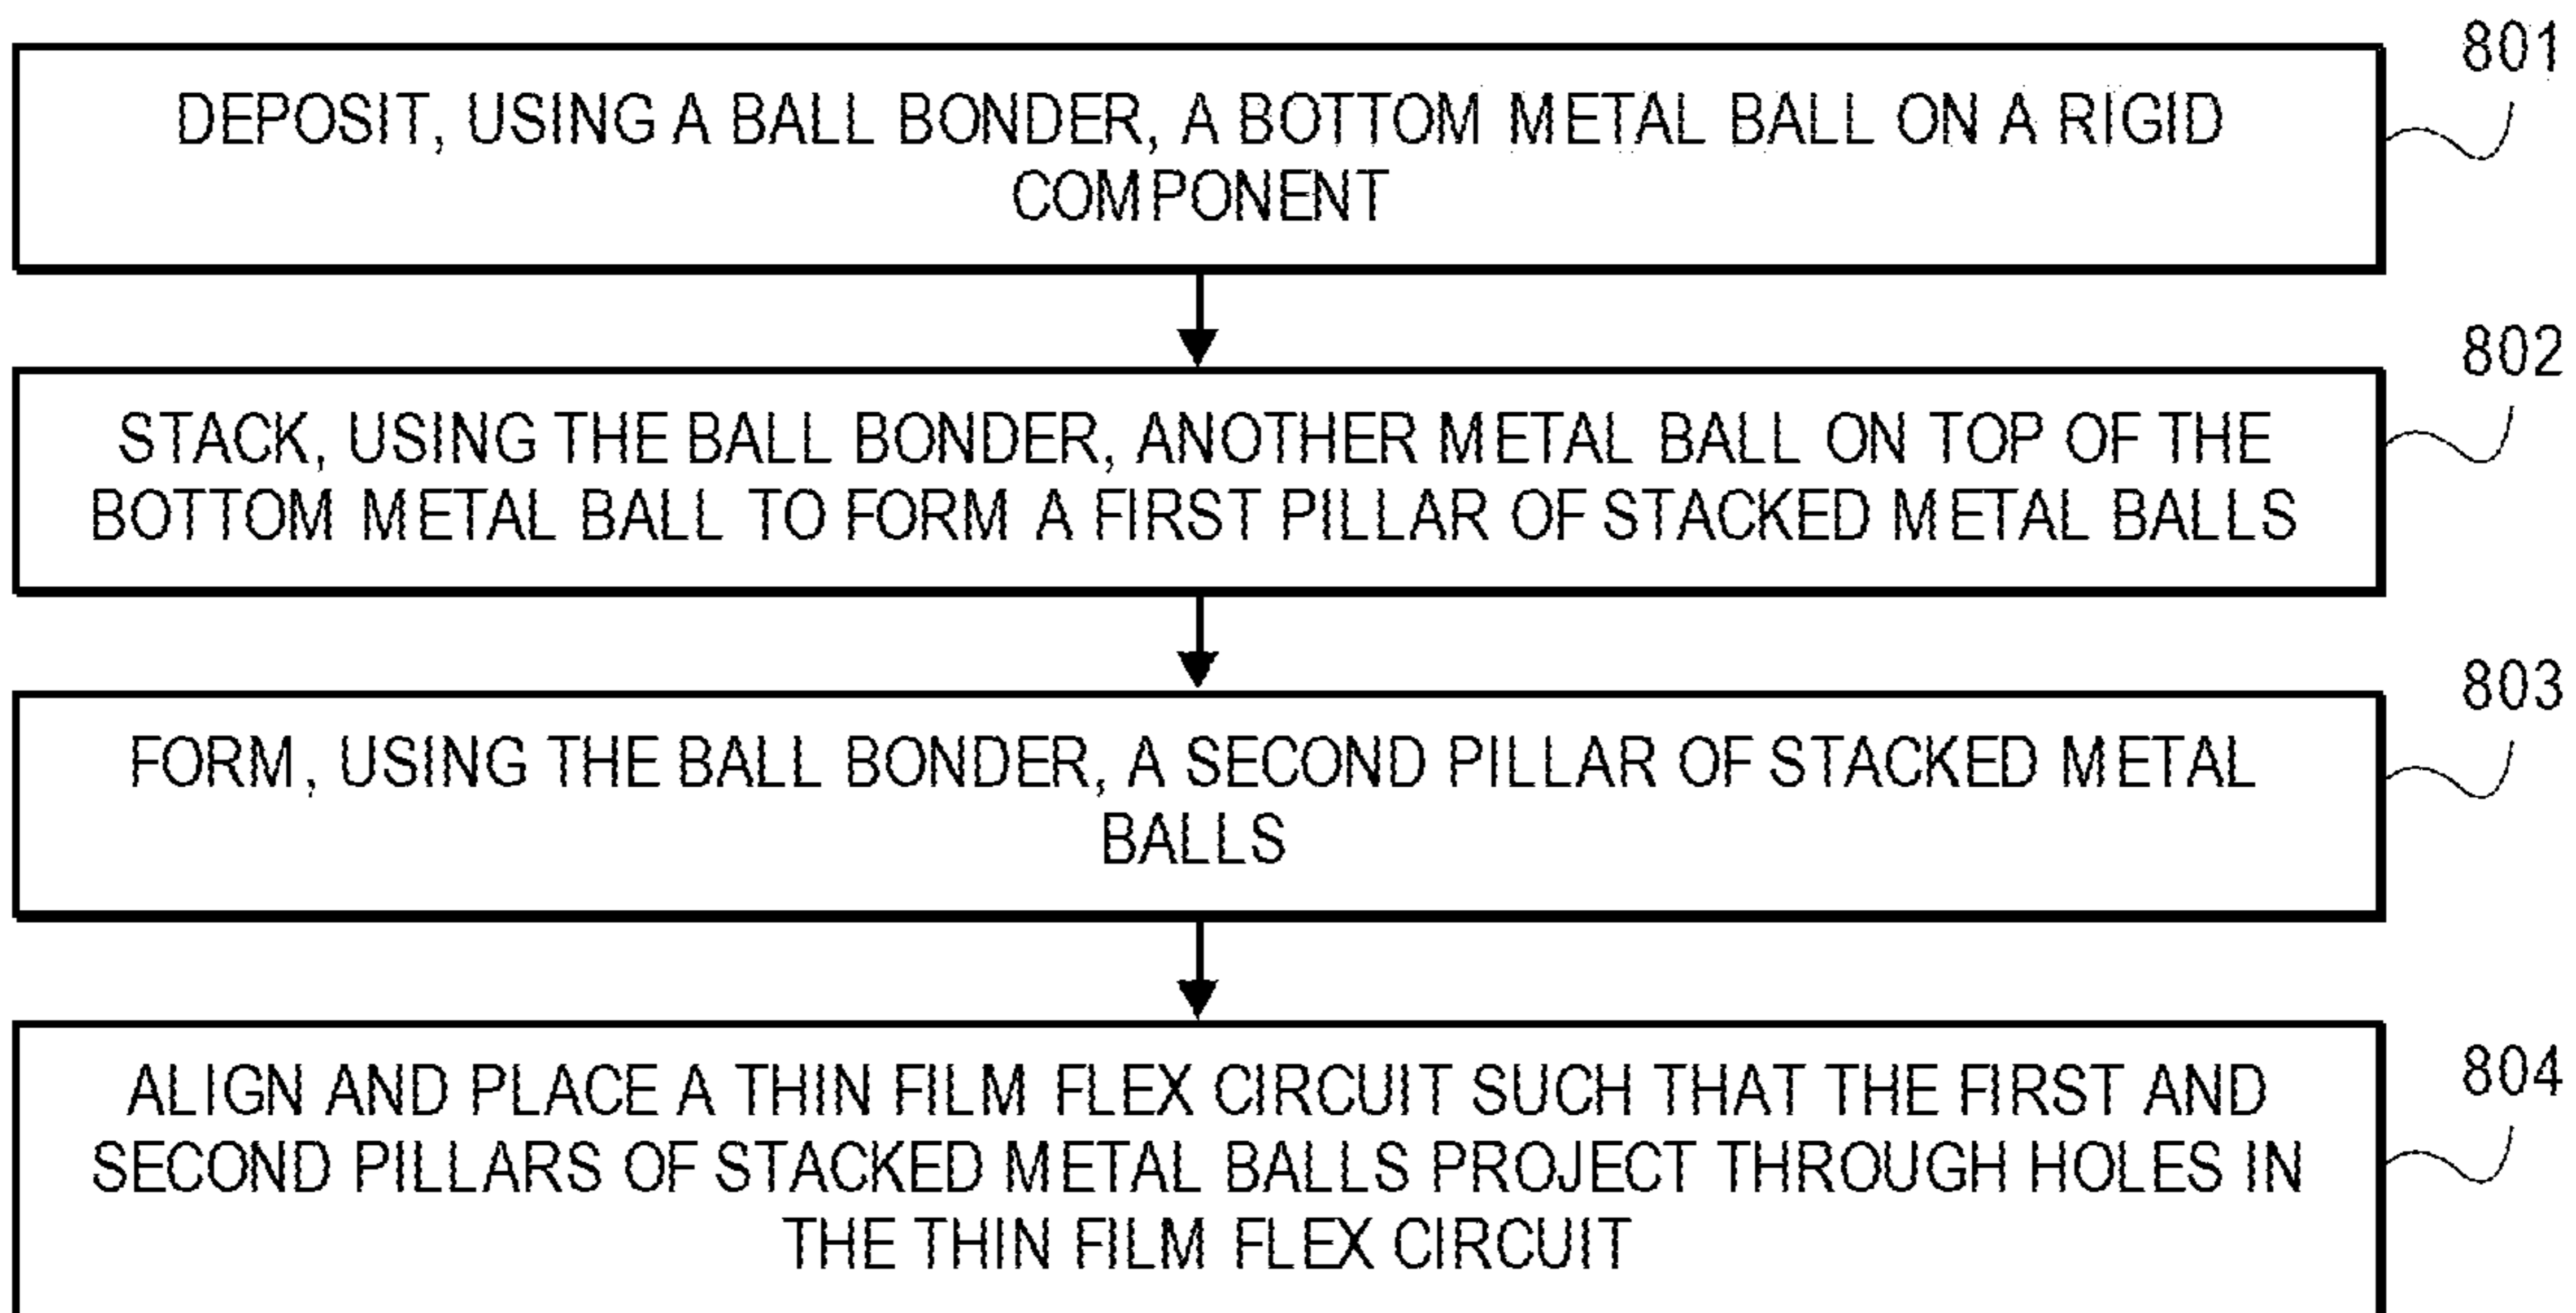 801
DEPOSIT, USING A BALL BONDER, A BOTTOM METAL BALL ON A RIGID
COMPONENT
802
STACK, USING THE BALL BONDER, ANOTHER METAL BALL ON TOP OF THE
BOTTOM METAL BALL TO FORM A FIRST PILLAR OF STACKED METAL BALLS
803
FORM, USING THE BALL BONDER, A SECOND PILLAR OF STACKED METAL
BALLS
804
ALIGN AND PLACE A THIN FILM FLEX CIRCUIT SUCH THAT THE FIRST AND
SECOND PILLARS OF STACKED METAL BALLS PROJECT THROUGH HOLES IN
THE THIN FILM FLEX CIRCUIT